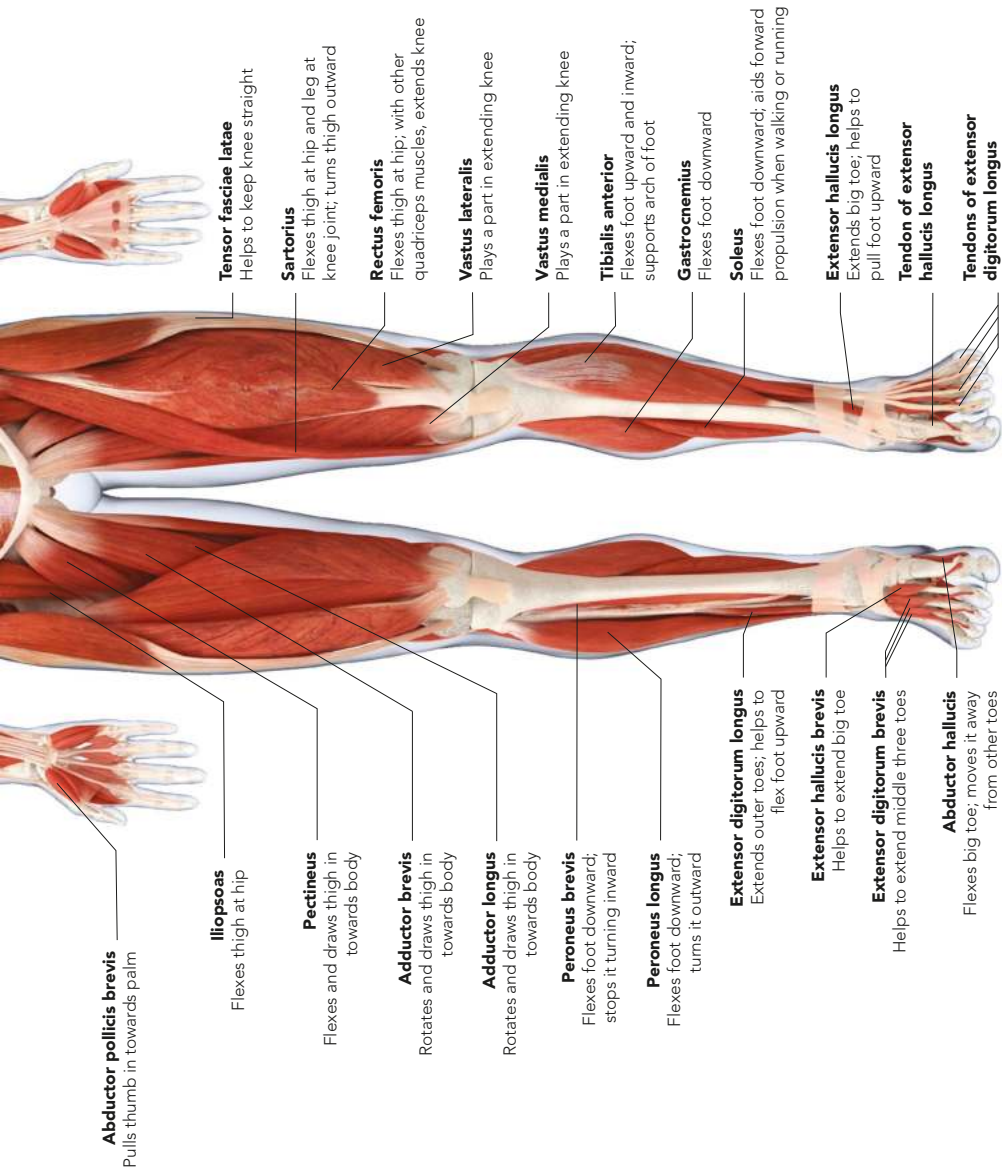 Tensor fasciae latae
Helps to keep knee straight
Sartorius
Flexes thigh at hip and leg at
knee joint; turns thigh outward
Rectus femoris
Flexes thigh at hip; with other
quadriceps muscles, extends knee
Vastus lateralis
Plays a part in extending knee
Vastus medialis
Plays a part in extending knee
Tibialis anterior
Flexes foot upward and inward;
supports arch of foot
Gastrocnemius
Flexes foot downward
Soleus
Flexes foot downward; aids forward
propulsion when walking or running
Extensor hallucis longus
Extends big toe; helps to
pull foot upward
Tendon of extensor
hallucis longus
Tendons of extensor
digitorum longus
Abductor pollicis brevis
Pulls thumb in towards palm
Iliopsoas
Flexes thigh at hip
Pectineus
Flexes and draws thigh in
towards body
Adductor brevis
Rotates and draws thigh in
towards body
Adductor longus
Rotates and draws thigh in
towards body
Peroneus brevis
Flexes foot downward;
stops it turning inward
Peroneus longus
Flexes foot downward;
turns it outward
Extensor digitorum longus
Extends outer toes; helps to
flex foot upward
Extensor hallucis brevis
Helps to extend big toe
Extensor digitorum brevis
Helps to extend middle three toes
Abductor hallucis
Flexes big toe; moves it away
from other toes